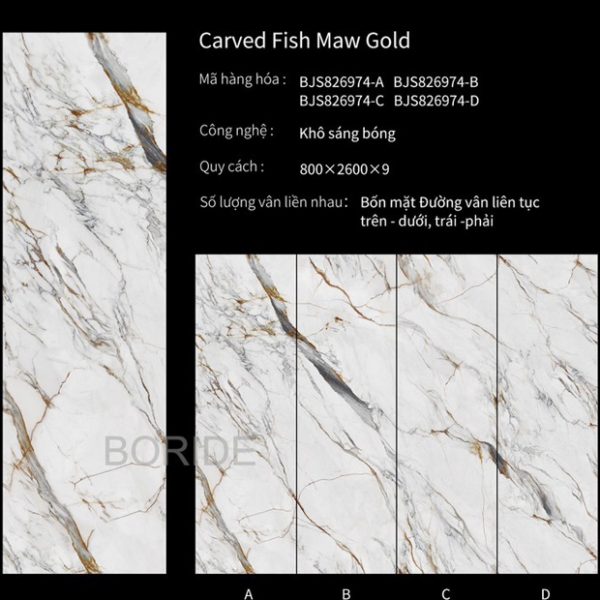 Carved Fish Maw Gold
Mã hàng hóa : BJS826974-A BJS826974-B
BJS826974-C BJS826974-D
Công nghệ : Khô sáng bóng
Quy cách : 800×2600×9
Số lượng vân liền nhau: Bốn mặt Đường vân liên tục
trên - dưới, trái -phải
BORIDE
A B C D